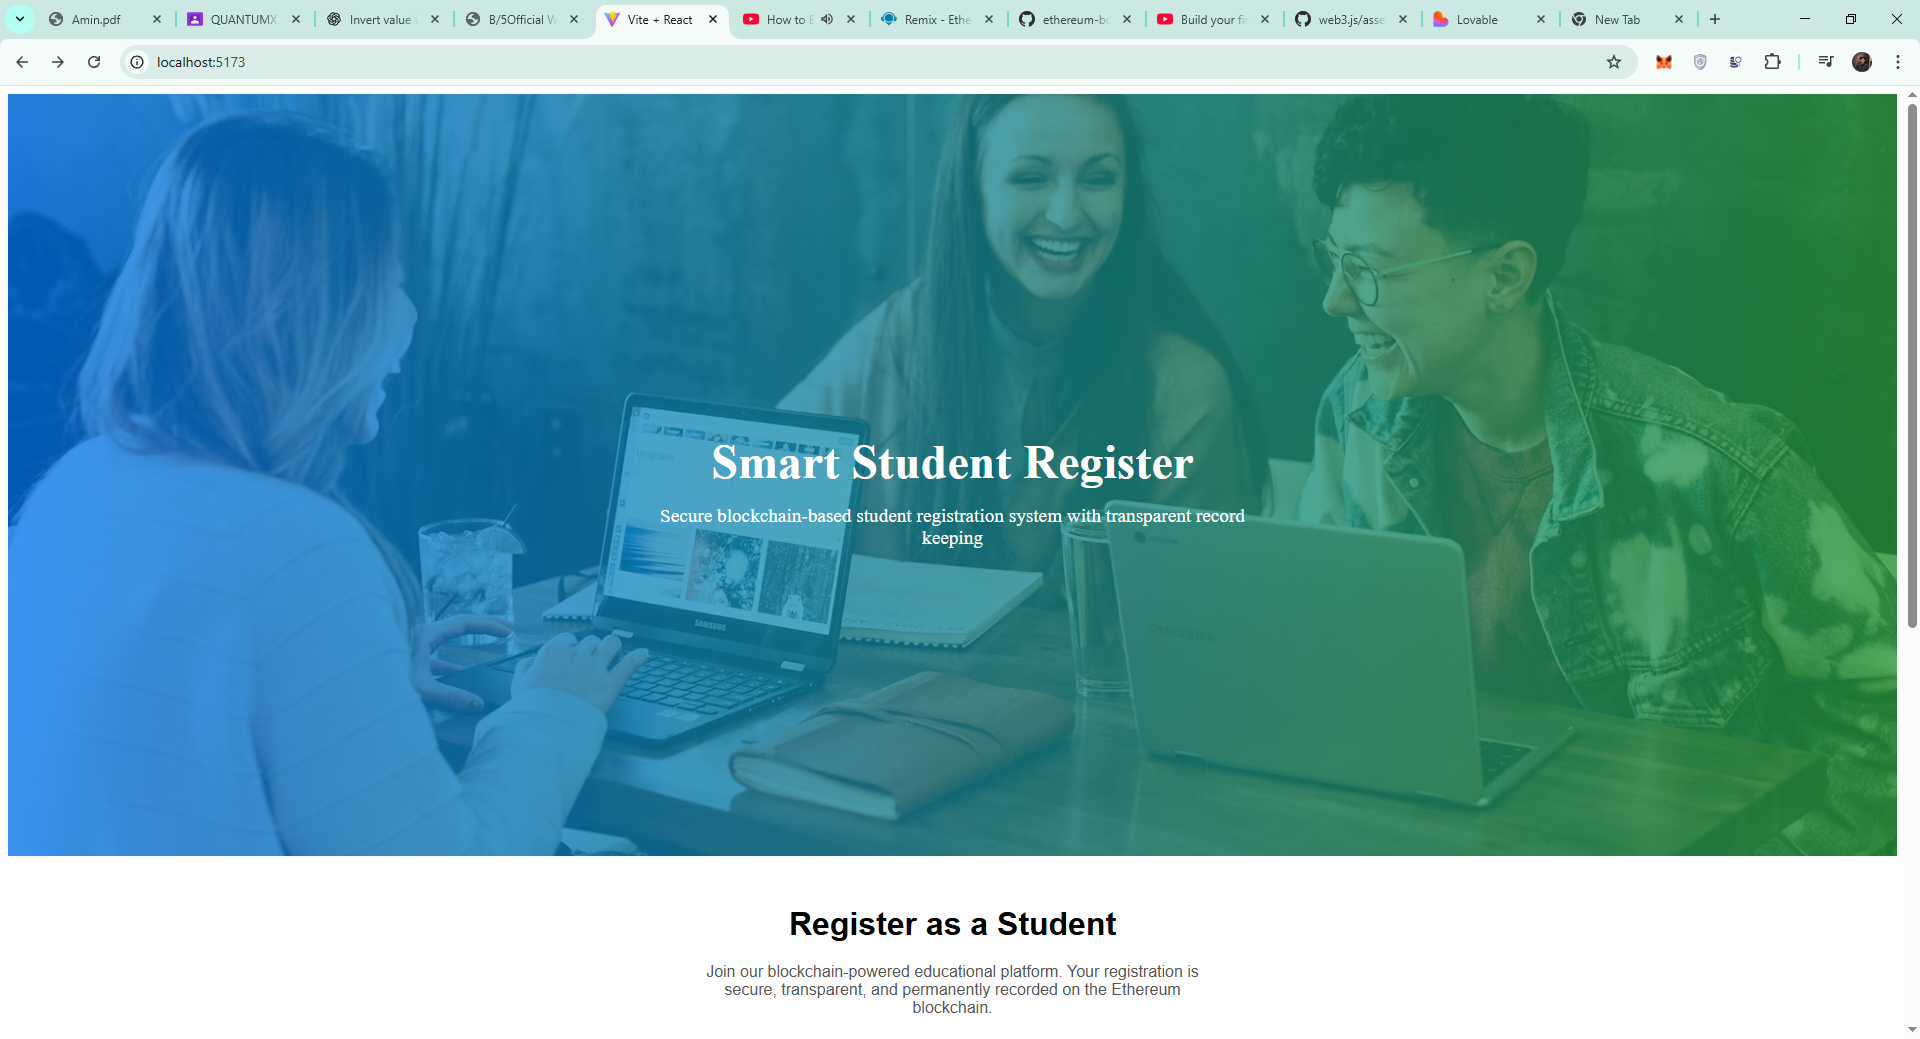 Amin.pdf
QUANTUMX
Invert value i
B/5Official W
Vite + React
How to
Remix - Ethe
ethereum-bo
Build your fir
web3.js/asse
Lovable
New Tab
localhost:5173
Unsplash
SAMSUNG
Smart Student Register
Secure blockchain-based student registration system with transparent record
keeping
Register as a Student
Join our blockchain-powered educational platform. Your registration is
secure, transparent, and permanently recorded on the Ethereum
blockchain.